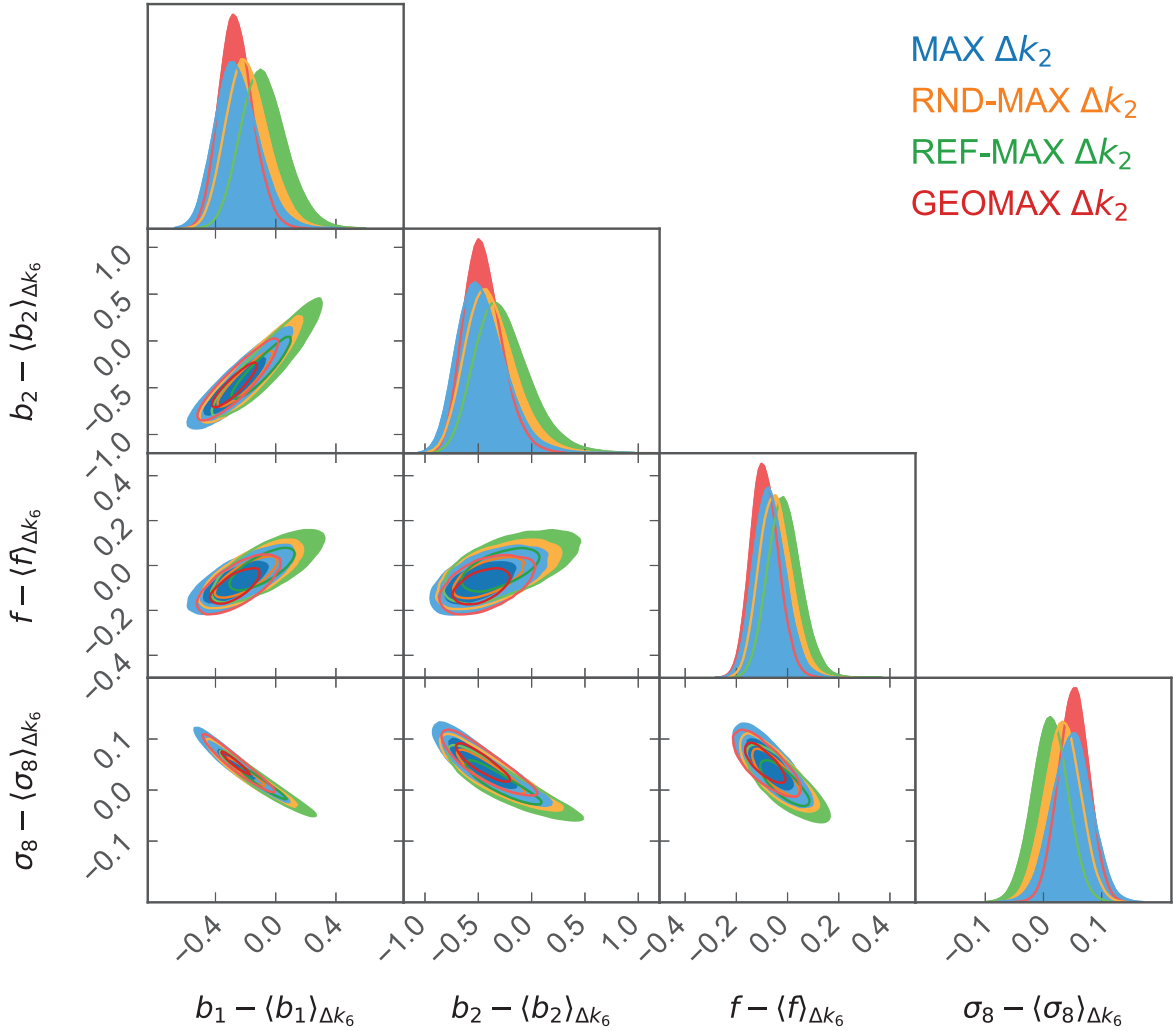 MAX Δk₂
RND-MAX Δk₂
REF-MAX Δk₂
GEOMAX Δk₂
b₂ − ⟨b₂⟩Δk₆
1.0
0.5
0.0
−0.5
−1.0
f − ⟨f⟩Δk₆
0.4
0.2
0.0
−0.2
−0.4
σ₈ − ⟨σ₈⟩Δk₆
0.1
0.0
−0.1
−0.4 0.0 0.4 −1.0 −0.5 0.0 0.5 1.0 −0.4 −0.2 0.0 0.2 0.4 −0.1 0.0 0.1
b₁ − ⟨b₁⟩Δk₆ b₂ − ⟨b₂⟩Δk₆ f − ⟨f⟩Δk₆ σ₈ − ⟨σ₈⟩Δk₆